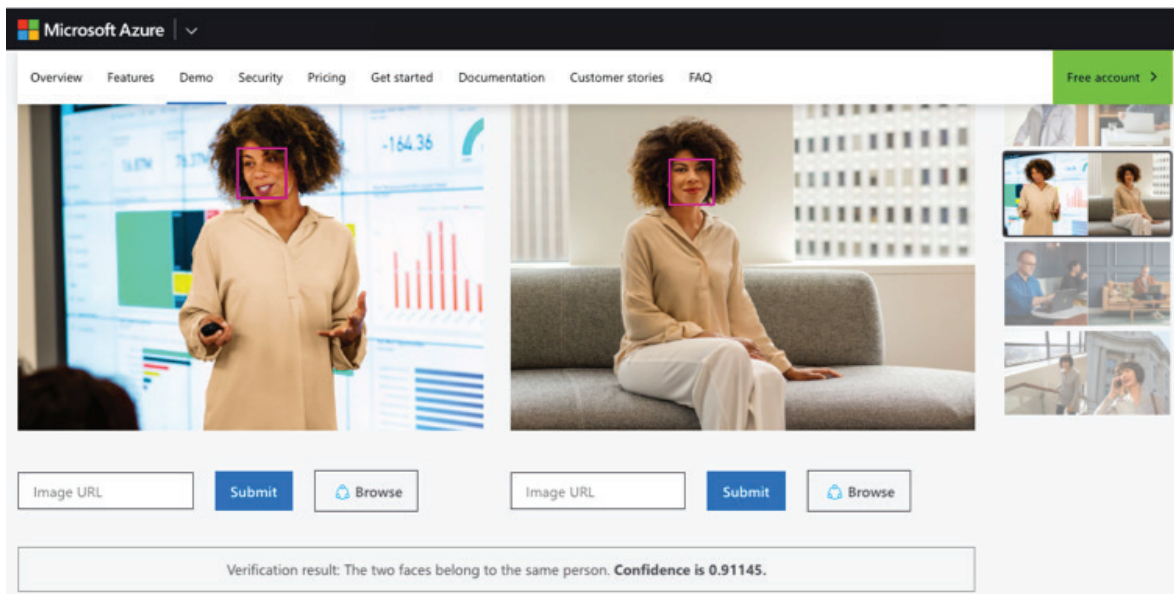 Microsoft Azure
Overview Features Demo Security Pricing Get started Documentation Customer stories FAQ
Free account
-164.36
Image URL Submit Browse Image URL Submit Browse
Verification result: The two faces belong to the same person. Confidence is 0.91145.